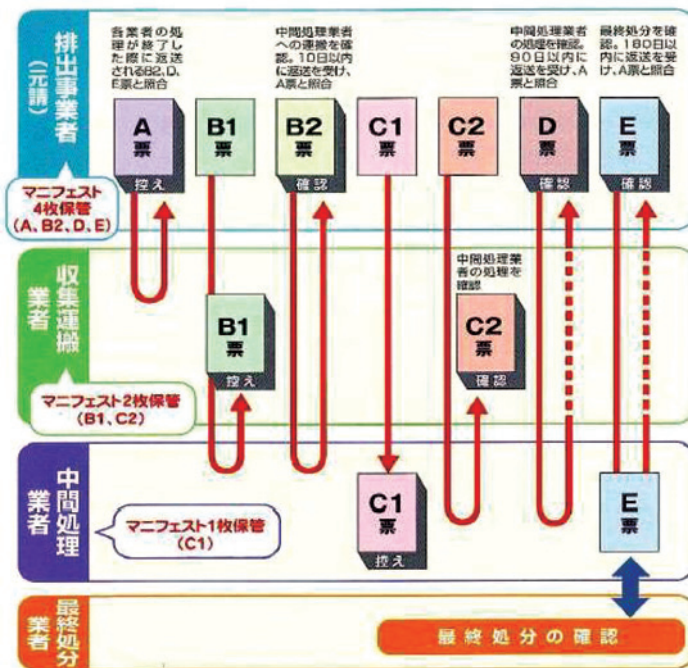 排出事業者
(元請)
各業者の処
理が終了し
た際に返送
されるB2、D、
E票と照合
中間処理業者
への運搬を確
認。10日以内
に返送を受け、
A票と照合
中間処理業者
の処理を確認。
90日以内に
返送を受け、A
票と照合
最終処分を確
認。180日以
内に返送を受
け、A票と照合
A
票
控え
B1
票
B2
票
確認
C1
票
C2
票
D
票
確認
E
票
確認
マニフェスト
4枚保管
(A、B2、D、E)
収集運搬
業者
中間処理業
者の処理を
確認
B1
票
控え
C2
票
確認
マニフェスト2枚保管
(B1、C2)
中間処理
業者
マニフェスト1枚保管
(C1)
C1
票
控え
E
票
最終処分
業者
最終処分の確認